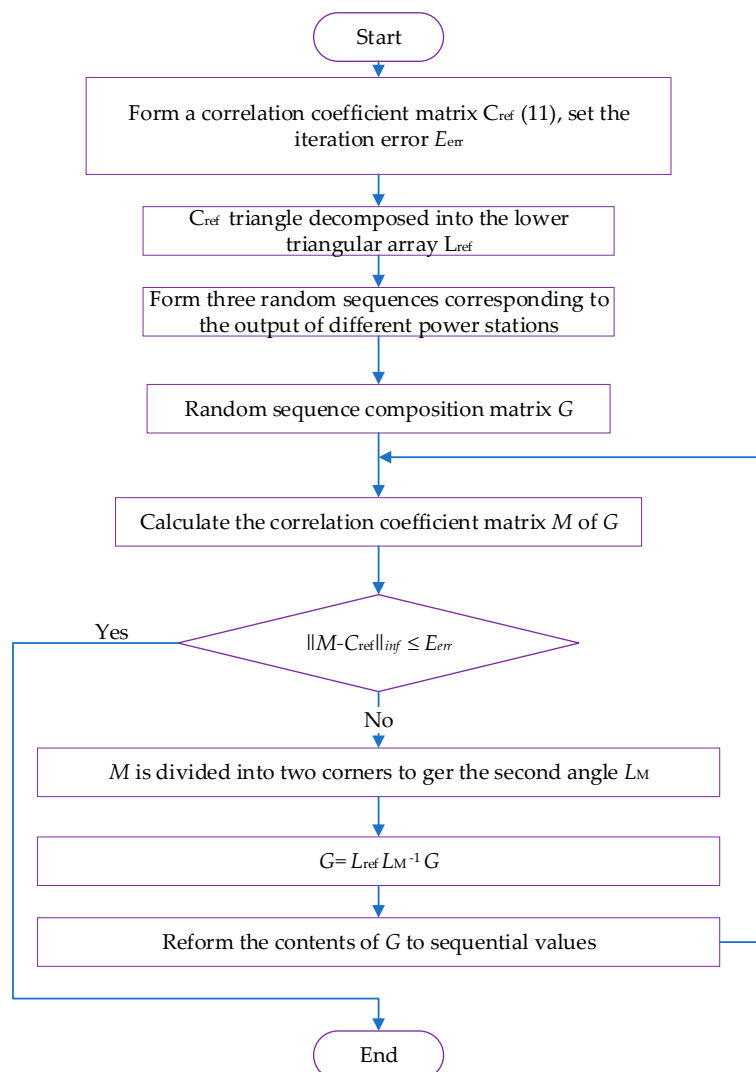 Start
Form a correlation coefficient matrix Cref (11), set the
iteration error Eerr
Cref triangle decomposed into the lower
triangular array Lref
Form three random sequences corresponding to
the output of different power stations
Random sequence composition matrix G
Calculate the correlation coefficient matrix M of G
Yes
||M-Cref||inf ≤ Eerr
No
M is divided into two corners to ger the second angle LM
G= Lref LM-1 G
Reform the contents of G to sequential values
End